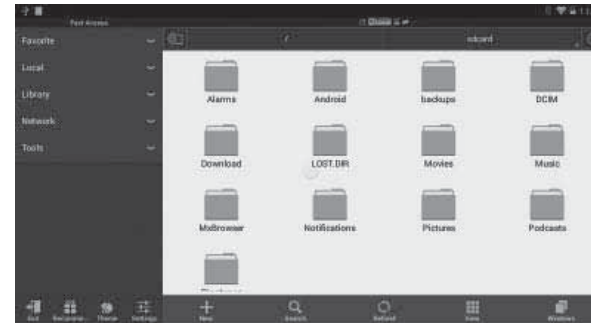 Fast Access
Favorite
Local
Library
Network
Tools
/
sdcard
Alarms
Android
backups
DCIM
Download
LOST.DIR
Movies
Music
MxBrowser
Notifications
Pictures
Podcasts
Exit
Theme
Settings
New
Search
Refresh
View
Windows